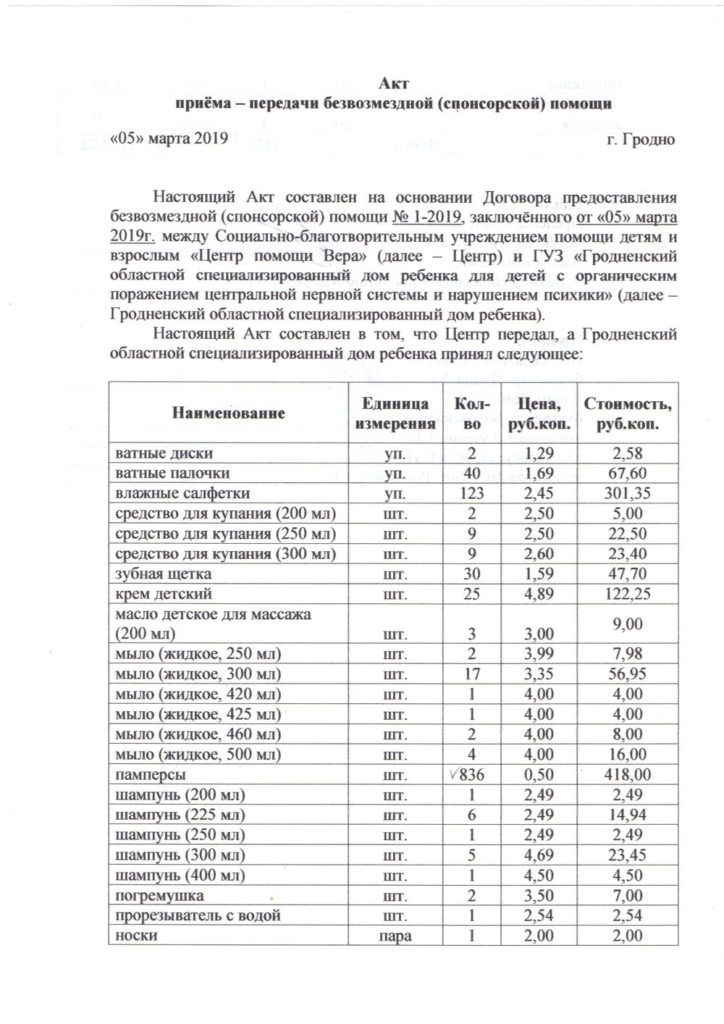 Акт
приёма – передачи безвозмездной (спонсорской) помощи
«05» марта 2019 г. Гродно
Настоящий Акт составлен на основании Договора предоставления
безвозмездной (спонсорской) помощи № 1-2019, заключённого от «05» марта
2019г. между Социально-благотворительным учреждением помощи детям и
взрослым «Центр помощи Вера» (далее – Центр) и ГУЗ «Гродненский
областной специализированный дом ребенка для детей с органическим
поражением центральной нервной системы и нарушением психики» (далее –
Гродненский областной специализированный дом ребенка).
Настоящий Акт составлен в том, что Центр передал, а Гродненский
областной специализированный дом ребенка принял следующее:
Наименование Единица измерения Кол-во Цена, руб.коп. Стоимость, руб.коп.
ватные диски уп. 2 1,29 2,58
ватные палочки уп. 40 1,69 67,60
влажные салфетки уп. 123 2,45 301,35
средство для купания (200 мл) шт. 2 2,50 5,00
средство для купания (250 мл) шт. 9 2,50 22,50
средство для купания (300 мл) шт. 9 2,60 23,40
зубная щетка шт. 30 1,59 47,70
крем детский шт. 25 4,89 122,25
масло детское для массажа
(200 мл) шт. 3 3,00 9,00
мыло (жидкое, 250 мл) шт. 2 3,99 7,98
мыло (жидкое, 300 мл) шт. 17 3,35 56,95
мыло (жидкое, 420 мл) шт. 1 4,00 4,00
мыло (жидкое, 425 мл) шт. 1 4,00 4,00
мыло (жидкое, 460 мл) шт. 2 4,00 8,00
мыло (жидкое, 500 мл) шт. 4 4,00 16,00
памперсы шт. √836 0,50 418,00
шампунь (200 мл) шт. 1 2,49 2,49
шампунь (225 мл) шт. 6 2,49 14,94
шампунь (250 мл) шт. 1 2,49 2,49
шампунь (300 мл) шт. 5 4,69 23,45
шампунь (400 мл) шт. 1 4,50 4,50
погремушка шт. 2 3,50 7,00
прорезыватель с водой шт. 1 2,54 2,54
носки пара 1 2,00 2,00